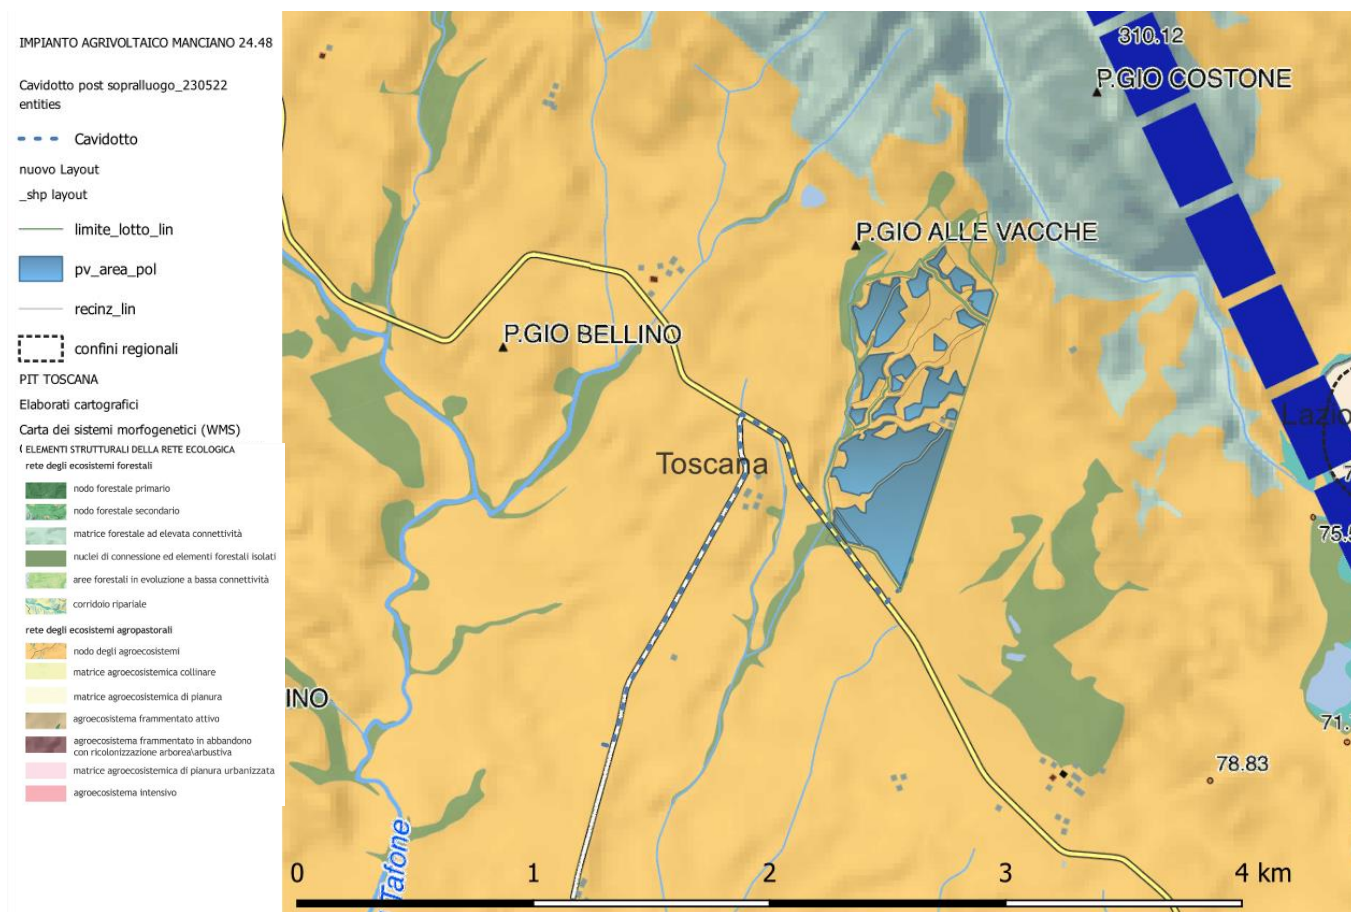 IMPIANTO AGRIVOLTAICO MANCIANO 24.48
Cavidotto post sopralluogo_230522
entities
Cavidotto
nuovo Layout
_shp layout
limite_lotto_lin
pv_area_pol
recinz_lin
confini regionali
PIT TOSCANA
Elaborati cartografici
Carta dei sistemi morfogenetici (WMS)
( ELEMENTI STRUTTURALI DELLA RETE ECOLOGICA
rete degli ecosistemi forestali
nodo forestale primario
nodo forestale secondario
matrice forestale ad elevata connettività
nuclei di connessione ed elementi forestali isolati
aree forestali in evoluzione a bassa connettività
corridoio ripariale
rete degli ecosistemi agropastorali
nodo degli agroecosistemi
matrice agroecosistemica collinare
matrice agroecosistemica di pianura
agroecosistema frammentato attivo
agroecosistema frammentato in abbandono
con ricolonizzazione arborea\arbustiva
matrice agroecosistemica di pianura urbanizzata
agroecosistema intensivo
310.12
P.GIO COSTONE
P.GIO ALLE VACCHE
P.GIO BELLINO
Lazio
Toscana
7
75.5
INO
71.
78.83
Tafone
0 1 2 3 4 km